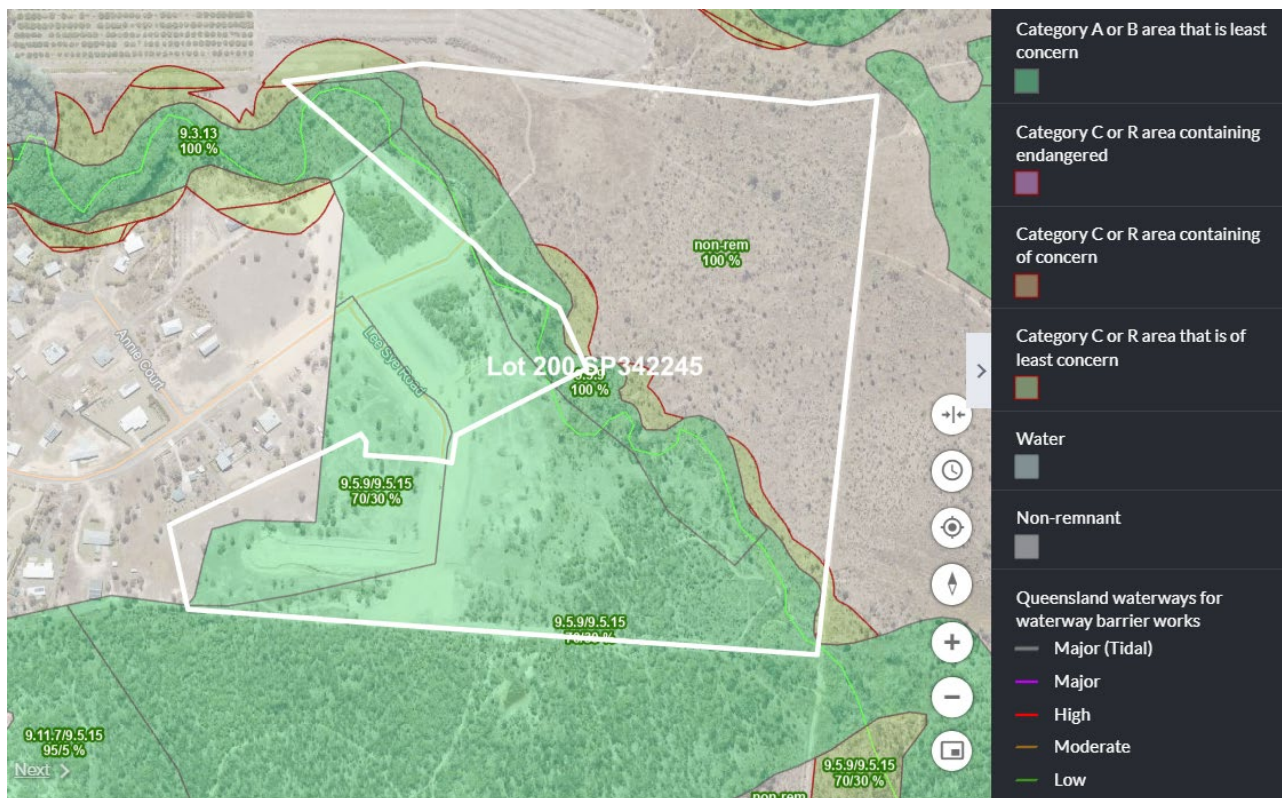 9.3.13
100 %
non-rem
100 %
Annie Court
Lee Sye Road
Lot 200 SP342245
100 %
9.5.9/9.5.15
70/30 %
9.5.9/9.5.15
70/30 %
9.11.7/9.5.15
95/5 %
Next >
9.5.9/9.5.15
70/30 %
non-rem
Category A or B area that is least
concern
Category C or R area containing
endangered
Category C or R area containing
of concern
Category C or R area that is of
least concern
Water
Non-remnant
Queensland waterways for
waterway barrier works
Major (Tidal)
Major
High
Moderate
Low